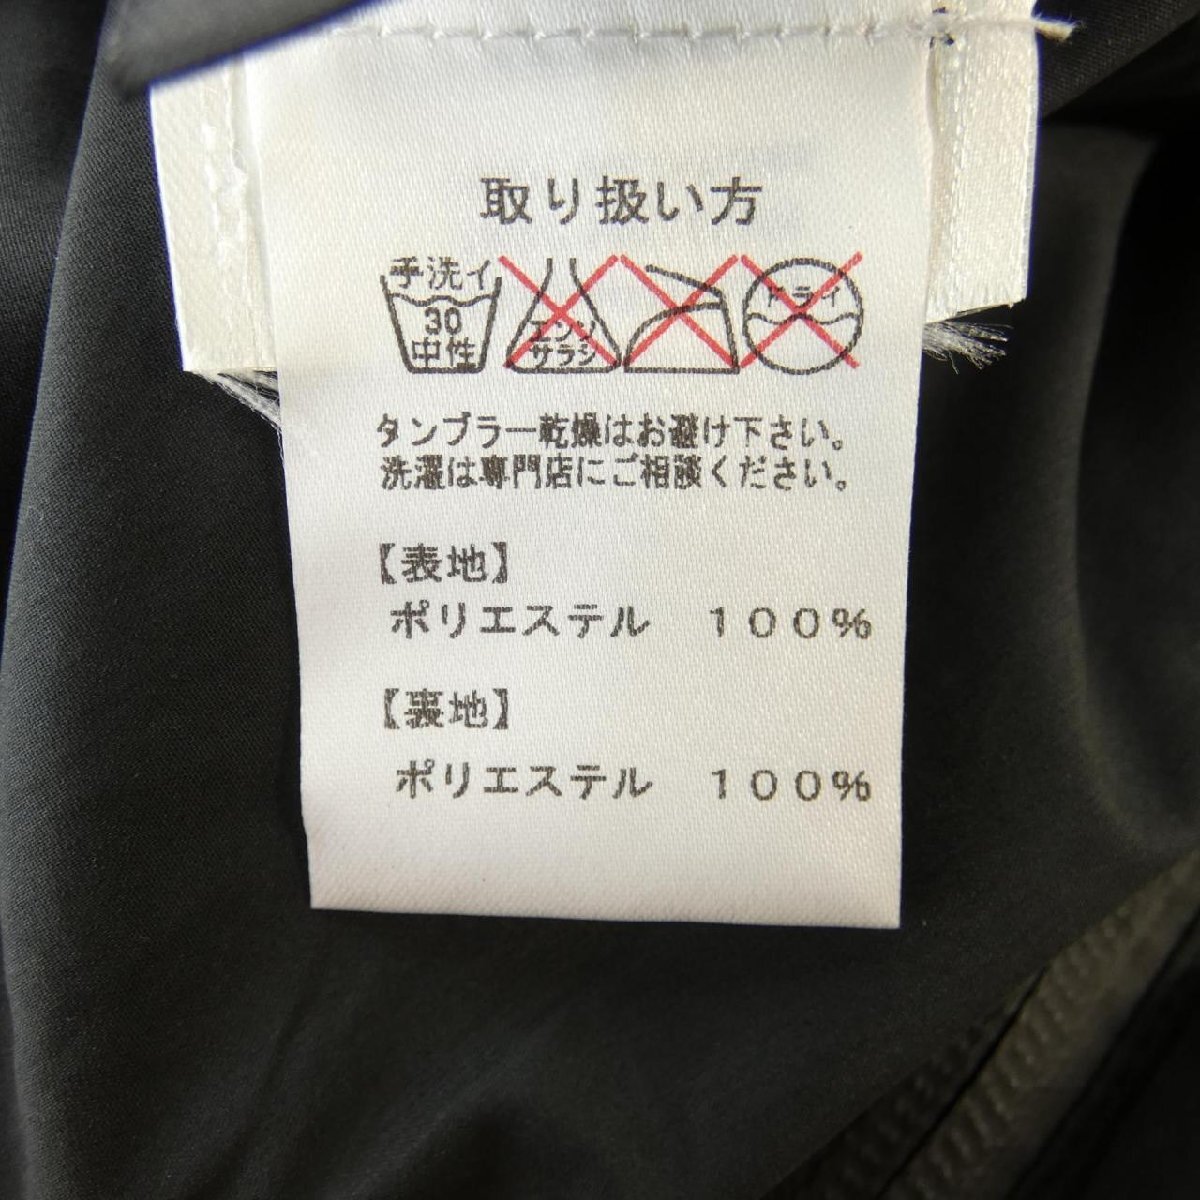 取り扱い方
手洗イ
30
中性
エンソ
サラシ
ドライ
タンブラー乾燥はお避け下さい。
洗濯は専門店にご相談ください。
【表地】
ポリエステル １００％
【裏地】
ポリエステル １００％